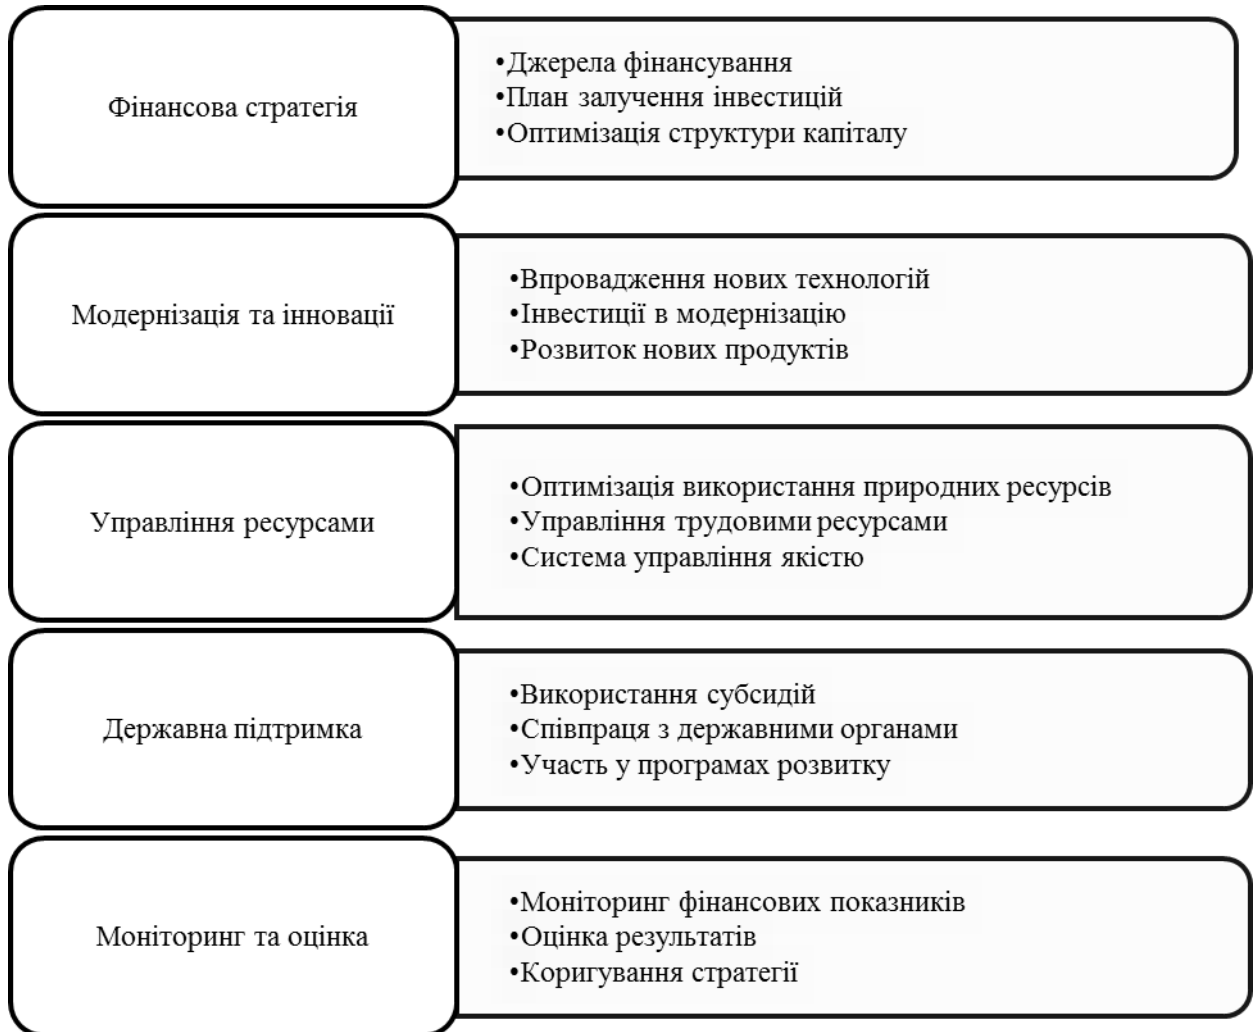 Фінансова стратегія
•Джерела фінансування
•План залучення інвестицій
•Оптимізація структури капіталу
Модернізація та інновації
•Впровадження нових технологій
•Інвестиції в модернізацію
•Розвиток нових продуктів
Управління ресурсами
•Оптимізація використання природних ресурсів
•Управління трудовими ресурсами
•Система управління якістю
Державна підтримка
•Використання субсидій
•Співпраця з державними органами
•Участь у програмах розвитку
Моніторинг та оцінка
•Моніторинг фінансових показників
•Оцінка результатів
•Коригування стратегії